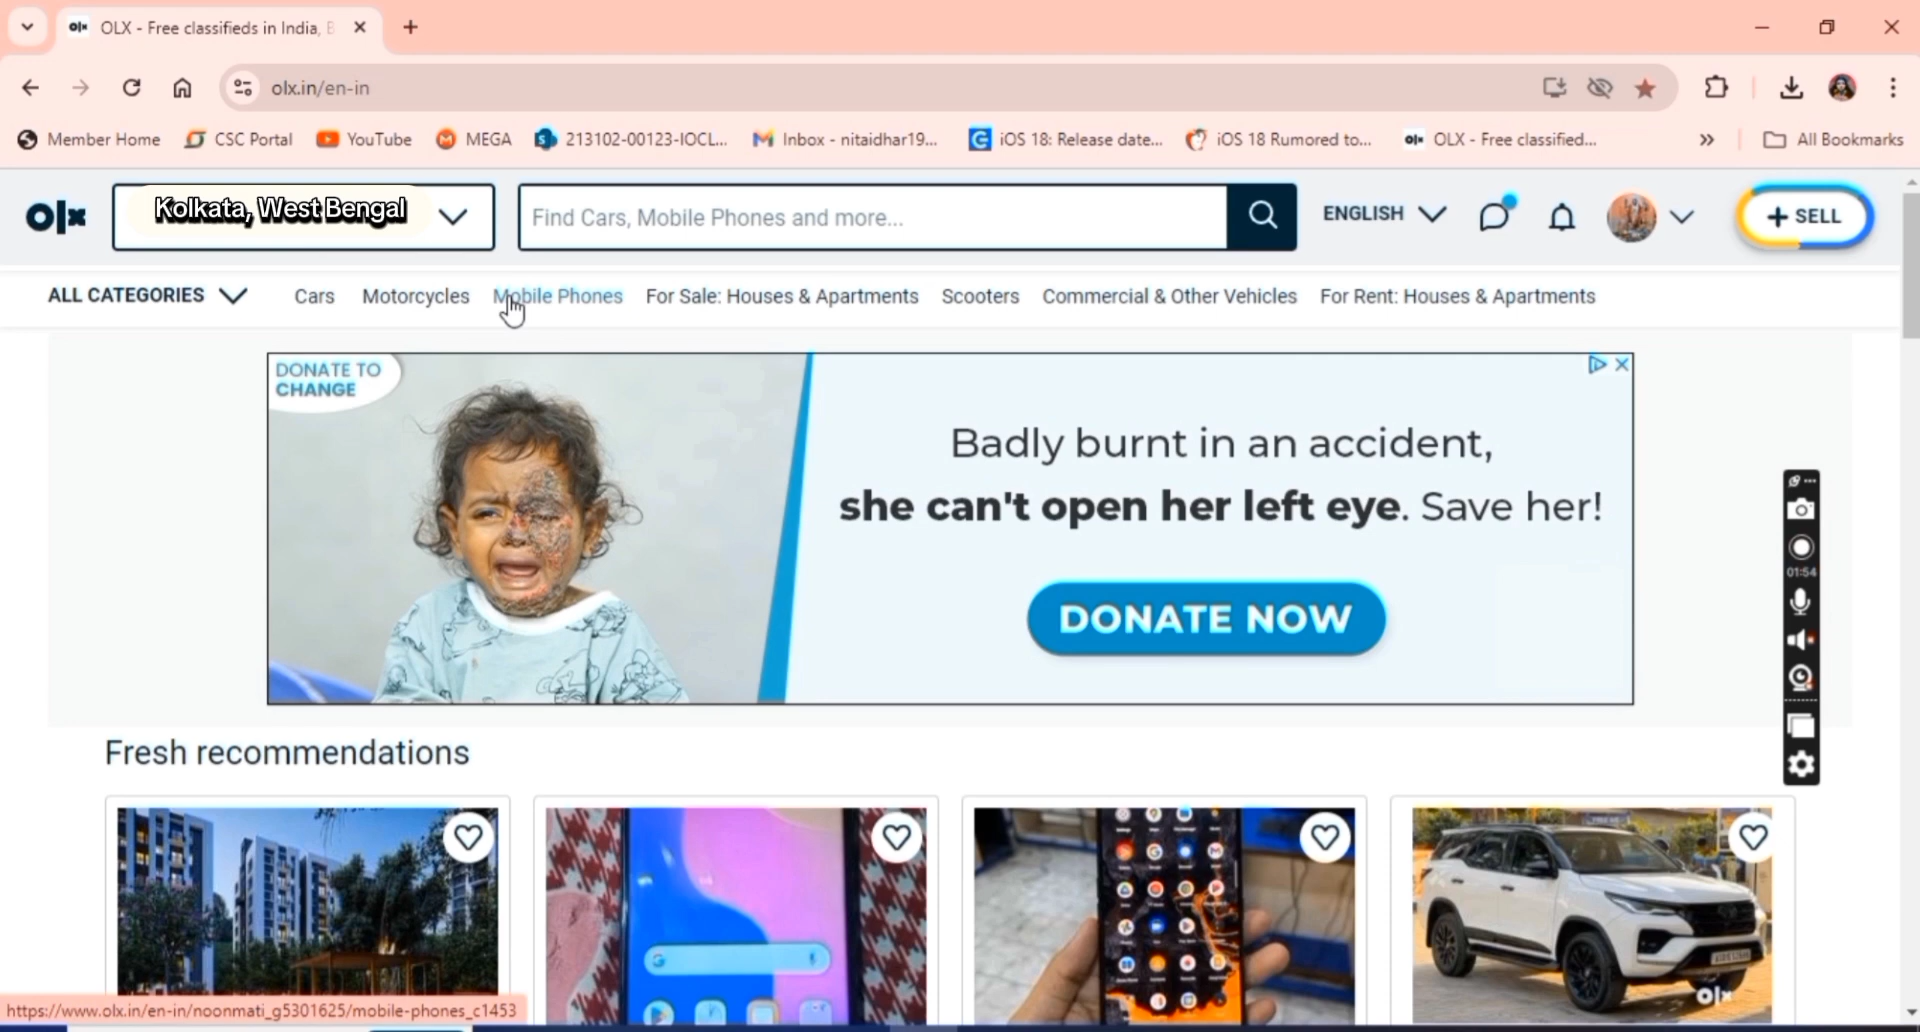 OLX - Free classifieds in India, B
olx.in/en-in
Member Home
CSC Portal
YouTube
MEGA
213102-00123-IOCL...
Inbox - nitaidhar19...
iOS 18: Release date...
iOS 18 Rumored to...
OLX - Free classified...
All Bookmarks
olx
Kolkata, West Bengal
Find Cars, Mobile Phones and more...
ENGLISH
+ SELL
ALL CATEGORIES
Cars
Motorcycles
Mobile Phones
For Sale: Houses & Apartments
Scooters
Commercial & Other Vehicles
For Rent: Houses & Apartments
DONATE TO
CHANGE
Badly burnt in an accident,
she can't open her left eye. Save her!
DONATE NOW
01:54
Fresh recommendations
olx
https://www.olx.in/en-in/noonmati_g5301625/mobile-phones_c1453